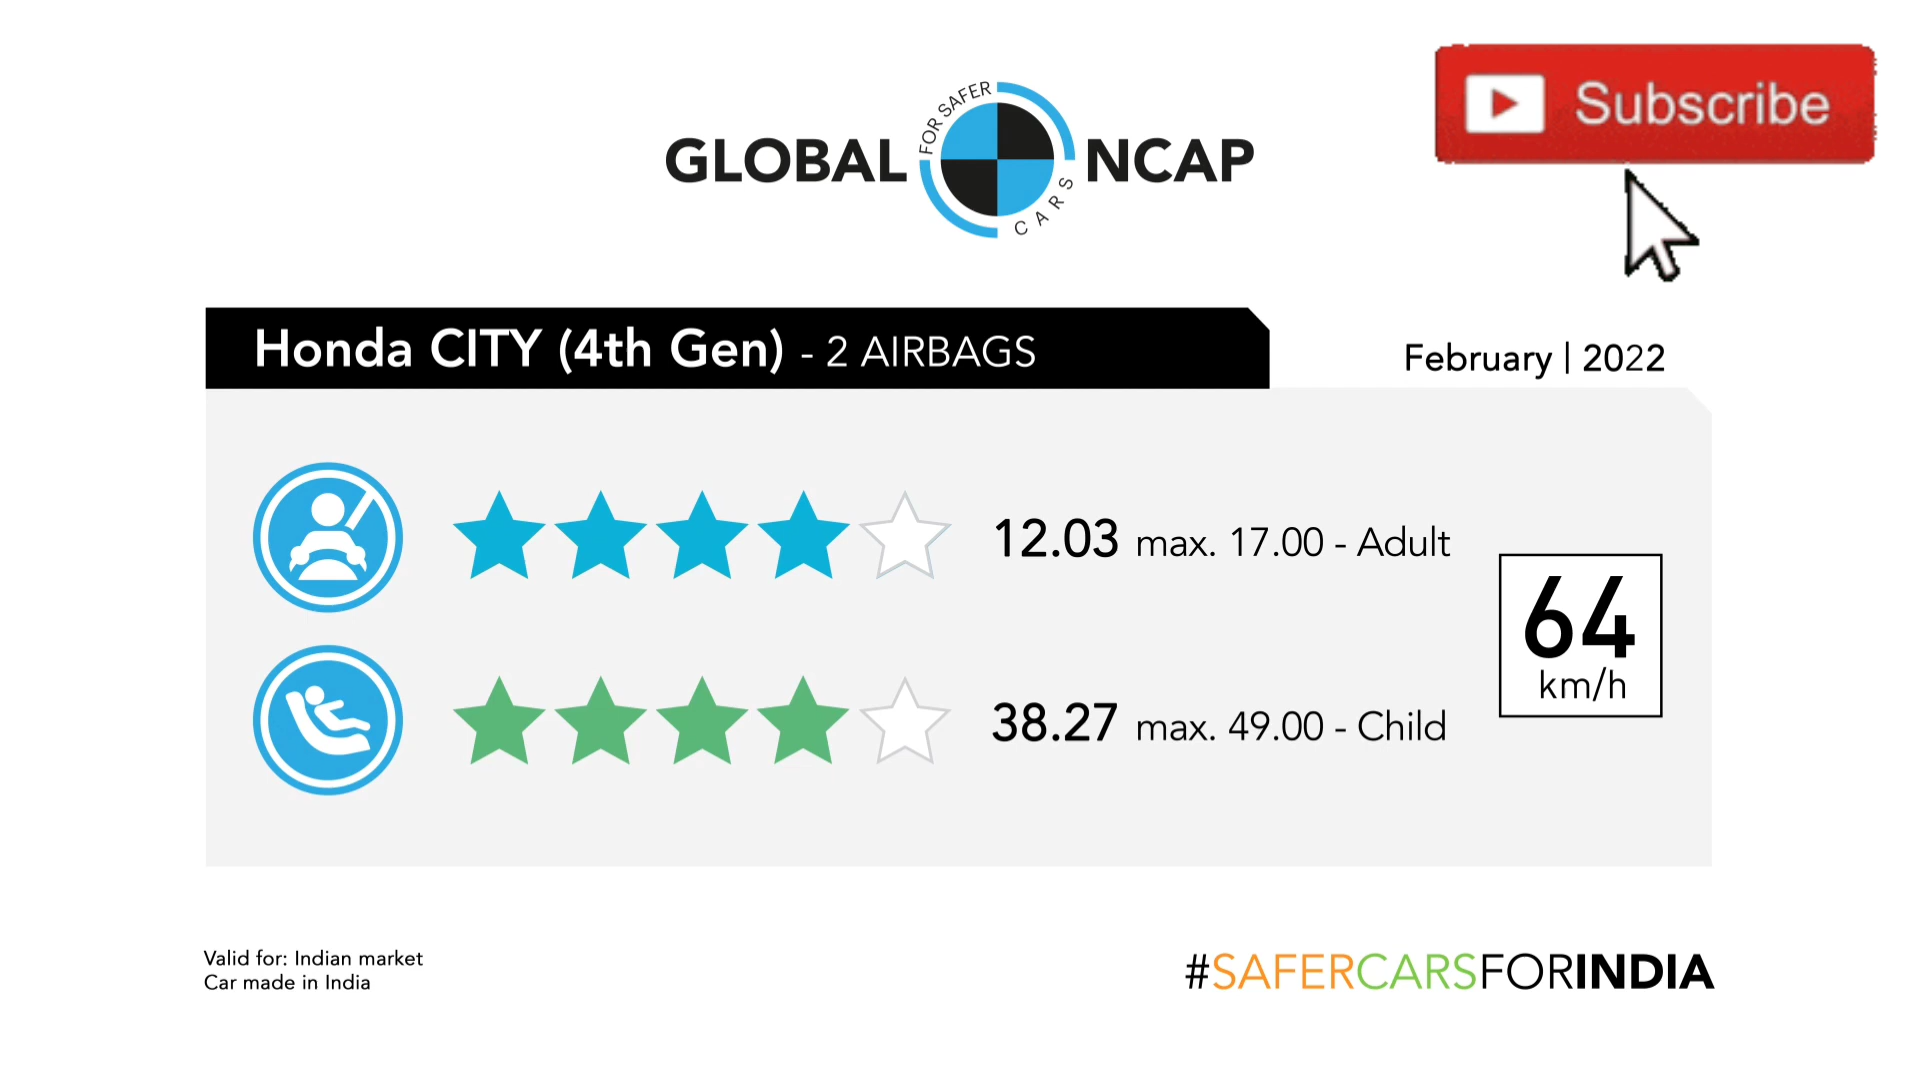 GLOBAL FOR SAFER CARS NCAP
Subscribe
Honda CITY (4th Gen) - 2 AIRBAGS
February | 2022
12.03 max. 17.00 - Adult
38.27 max. 49.00 - Child
64
km/h
Valid for: Indian market
Car made in India
#SAFERCARSFORINDIA